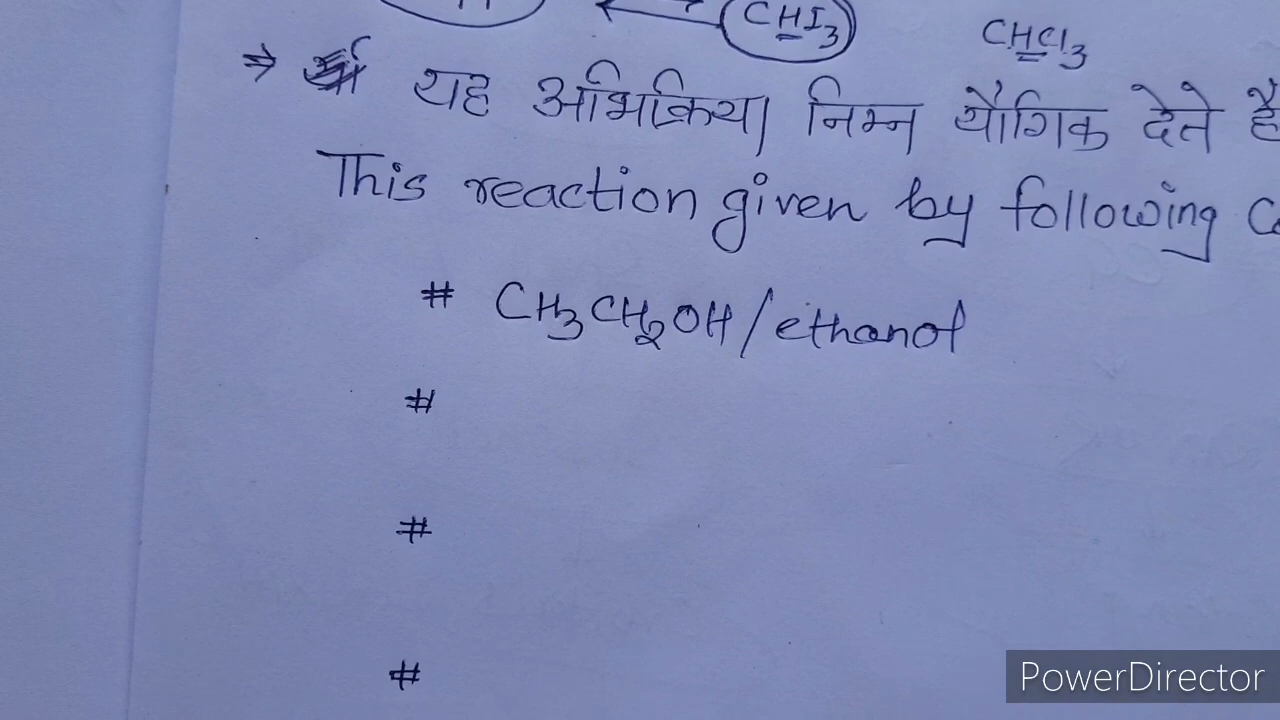 CHI3 CHCl3
⇒ यह अभिक्रिया निम्न यौगिक देते है
This reaction given by following
# CH3CH2OH/ethanol
#
#
#
PowerDirector